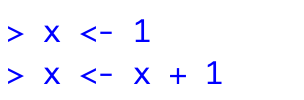 > x <- 1
> x <- x + 1